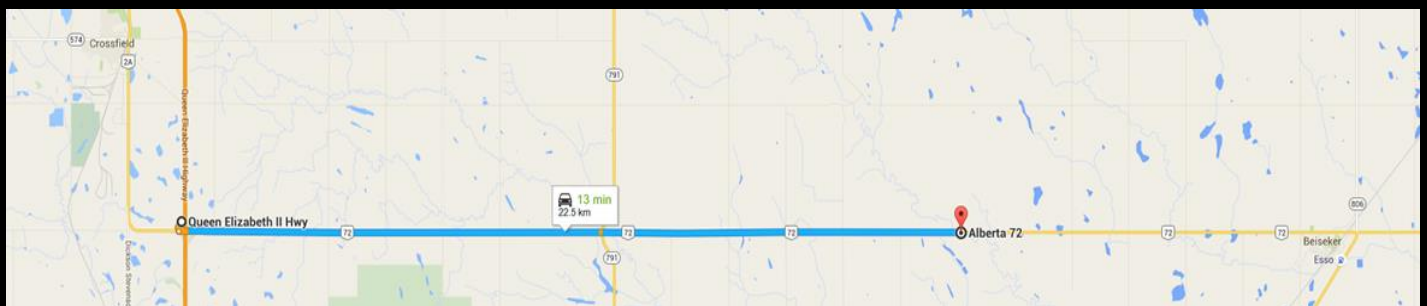 574
Crossfield
2A
791
Queen Elizabeth II Highway
13 min
22.5 km
806
Queen Elizabeth II Hwy
72
72
72
Alberta 72
72
72
Beiseker
791
Esso